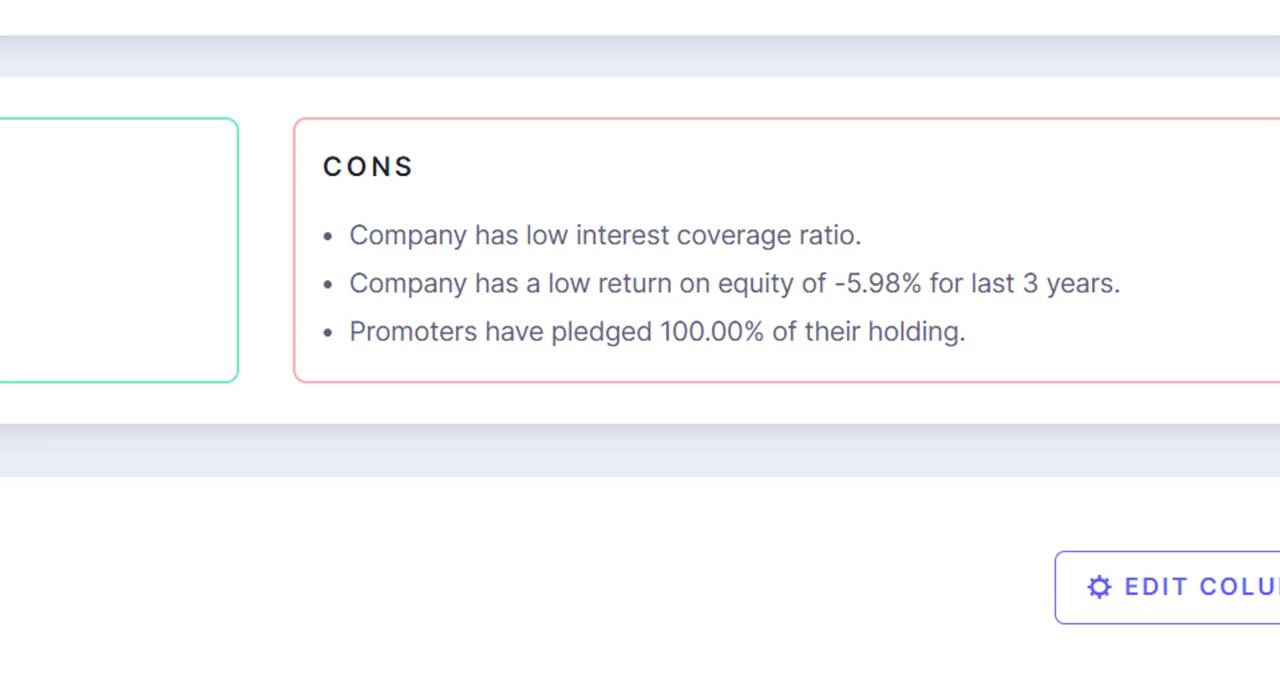 CONS
• Company has low interest coverage ratio.
• Company has a low return on equity of -5.98% for last 3 years.
• Promoters have pledged 100.00% of their holding.
EDIT COLU